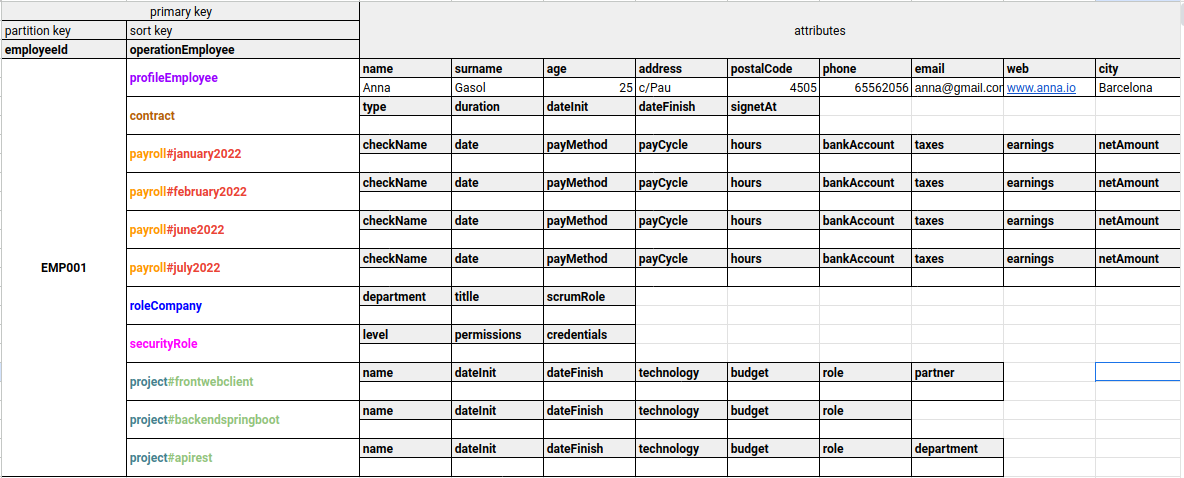 primary key
attributes
partition key sort key
employeeId operationEmployee
EMP001
profileEmployee
name surname age address postalCode phone email web city
Anna Gasol 25 c/Pau 4505 65562056 anna@gmail.cor www.anna.io Barcelona
contract
type duration dateInit dateFinish signetAt
payroll#january2022
checkName date payMethod payCycle hours bankAccount taxes earnings netAmount
payroll#february2022
checkName date payMethod payCycle hours bankAccount taxes earnings netAmount
payroll#june2022
checkName date payMethod payCycle hours bankAccount taxes earnings netAmount
payroll#july2022
checkName date payMethod payCycle hours bankAccount taxes earnings netAmount
roleCompany
department titlle scrumRole
securityRole
level permissions credentials
project#frontwebclient
name dateInit dateFinish technology budget role partner
project#backendspringboot
name dateInit dateFinish technology budget role
project#apirest
name dateInit dateFinish technology budget role department